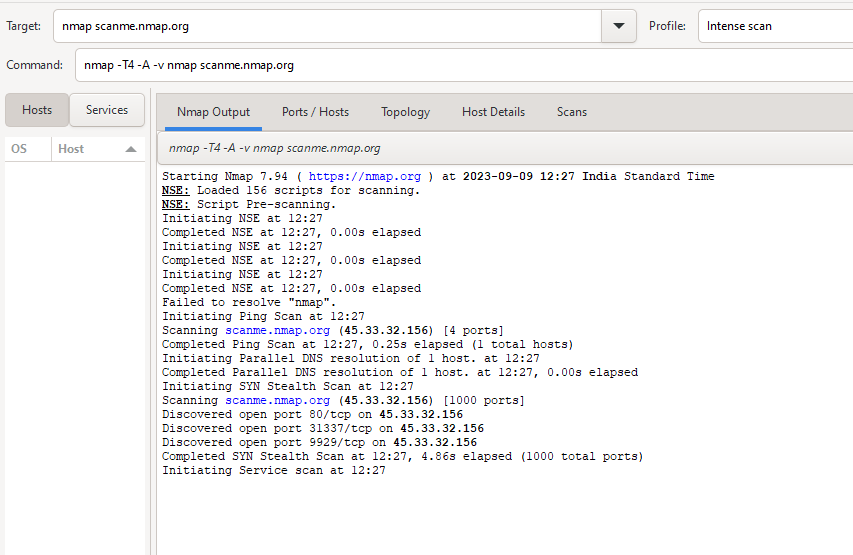 Target: nmap scanme.nmap.org Profile: Intense scan
Command: nmap -T4 -A -v nmap scanme.nmap.org
Hosts Services Nmap Output Ports / Hosts Topology Host Details Scans
OS Host
nmap -T4 -A -v nmap scanme.nmap.org
Starting Nmap 7.94 ( https://nmap.org ) at 2023-09-09 12:27 India Standard Time
NSE: Loaded 156 scripts for scanning.
NSE: Script Pre-scanning.
Initiating NSE at 12:27
Completed NSE at 12:27, 0.00s elapsed
Initiating NSE at 12:27
Completed NSE at 12:27, 0.00s elapsed
Initiating NSE at 12:27
Completed NSE at 12:27, 0.00s elapsed
Failed to resolve "nmap".
Initiating Ping Scan at 12:27
Scanning scanme.nmap.org (45.33.32.156) [4 ports]
Completed Ping Scan at 12:27, 0.25s elapsed (1 total hosts)
Initiating Parallel DNS resolution of 1 host. at 12:27
Completed Parallel DNS resolution of 1 host. at 12:27, 0.00s elapsed
Initiating SYN Stealth Scan at 12:27
Scanning scanme.nmap.org (45.33.32.156) [1000 ports]
Discovered open port 80/tcp on 45.33.32.156
Discovered open port 31337/tcp on 45.33.32.156
Discovered open port 9929/tcp on 45.33.32.156
Completed SYN Stealth Scan at 12:27, 4.86s elapsed (1000 total ports)
Initiating Service scan at 12:27